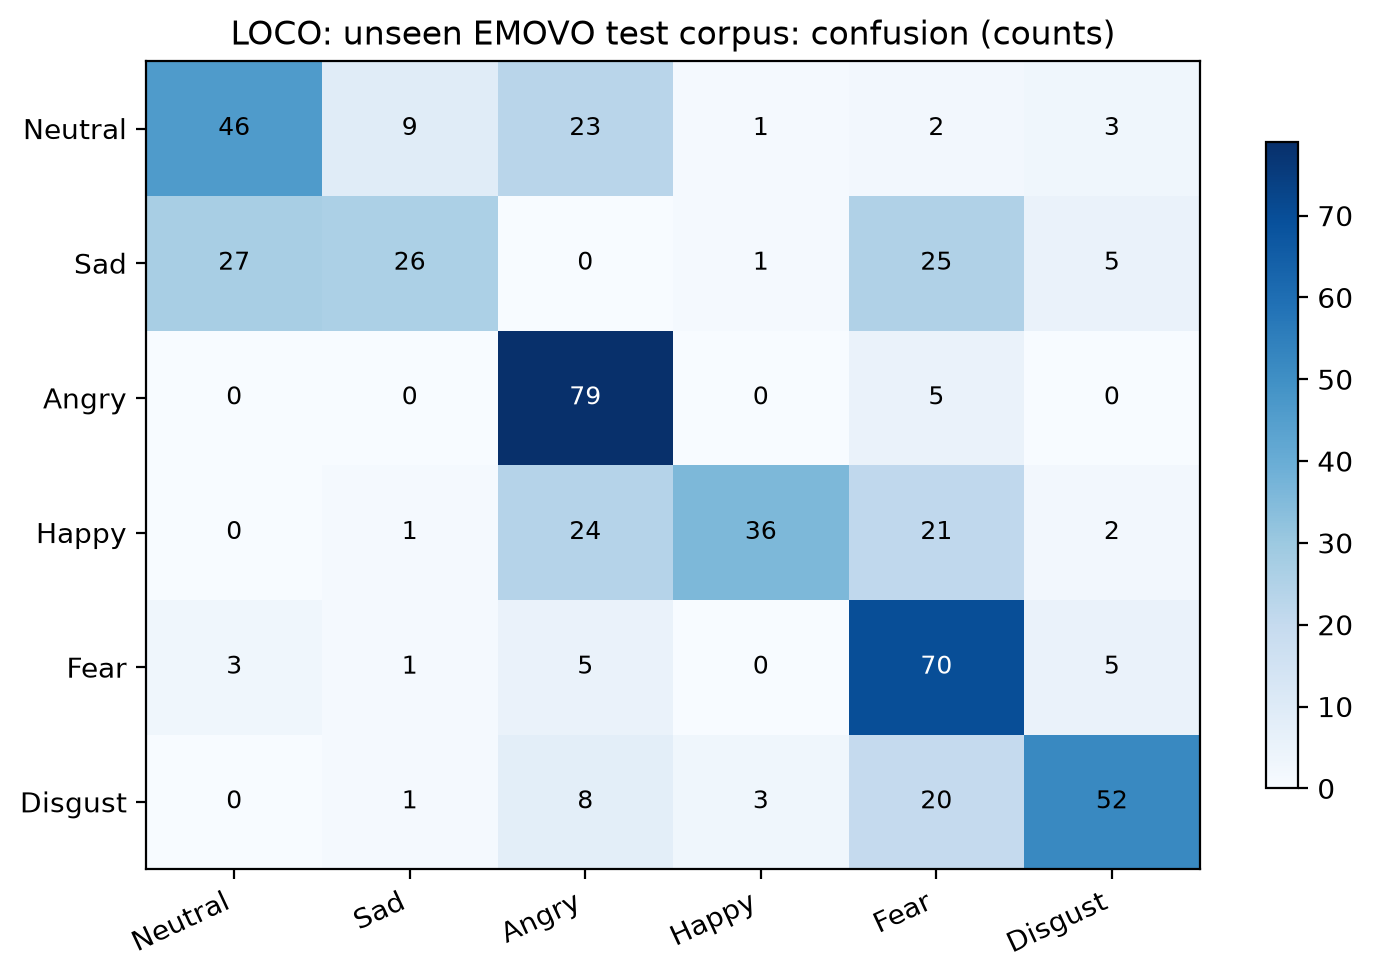 LOCO: unseen EMOVO test corpus: confusion (counts)
Neutral 46 9 23 1 2 3
Sad 27 26 0 1 25 5
Angry 0 0 79 0 5 0
Happy 0 1 24 36 21 2
Fear 3 1 5 0 70 5
Disgust 0 1 8 3 20 52
Neutral Sad Angry Happy Fear Disgust
70
60
50
40
30
20
10
0